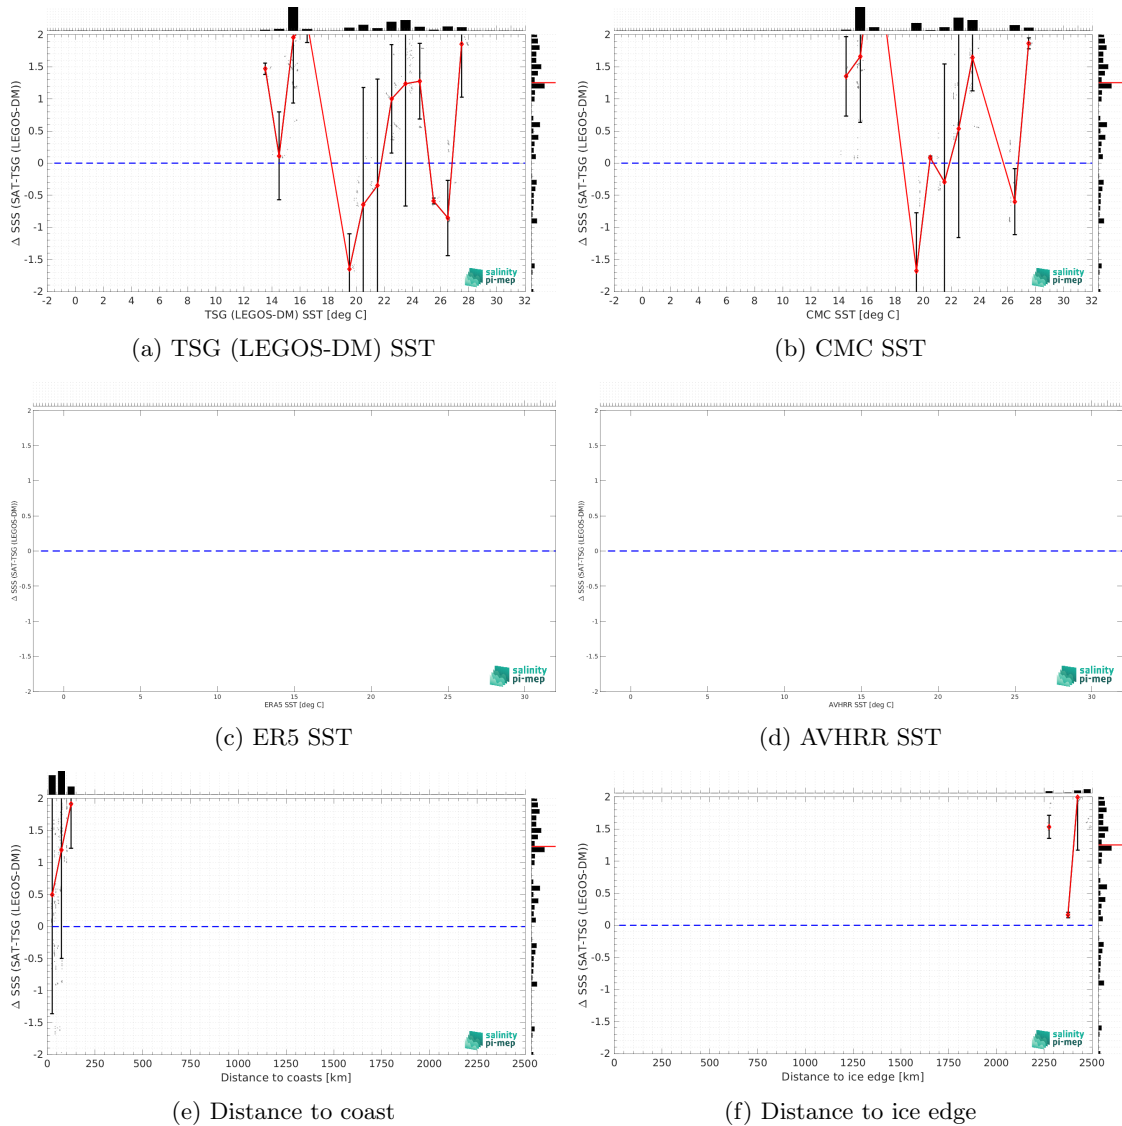 2
1.5
1
0.5
0
-0.5
-1
-1.5
-2
Δ SSS (SAT-TSG (LEGOS-DM))
salinity
pi-mep
-2 0 2 4 6 8 10 12 14 16 18 20 22 24 26 28 30 32
TSG (LEGOS-DM) SST [deg C]
(a) TSG (LEGOS-DM) SST
2
1.5
1
0.5
0
-0.5
-1
-1.5
-2
Δ SSS (SAT-TSG (LEGOS-DM))
salinity
pi-mep
-2 0 2 4 6 8 10 12 14 16 18 20 22 24 26 28 30 32
CMC SST [deg C]
(b) CMC SST
2
1.5
1
0.5
0
-0.5
-1
-1.5
-2
Δ SSS (SAT-TSG (LEGOS-DM))
salinity
pi-mep
0 5 10 15 20 25 30
ERA5 SST [deg C]
(c) ER5 SST
2
1.5
1
0.5
0
-0.5
-1
-1.5
-2
Δ SSS (SAT-TSG (LEGOS-DM))
salinity
pi-mep
0 5 10 15 20 25 30
AVHRR SST [deg C]
(d) AVHRR SST
2
1.5
1
0.5
0
-0.5
-1
-1.5
-2
Δ SSS (SAT-TSG (LEGOS-DM))
salinity
pi-mep
0 250 500 750 1000 1250 1500 1750 2000 2250 2500
Distance to coasts [km]
(e) Distance to coast
2
1.5
1
0.5
0
-0.5
-1
-1.5
-2
Δ SSS (SAT-TSG (LEGOS-DM))
salinity
pi-mep
0 250 500 750 1000 1250 1500 1750 2000 2250 2500
Distance to ice edge [km]
(f) Distance to ice edge